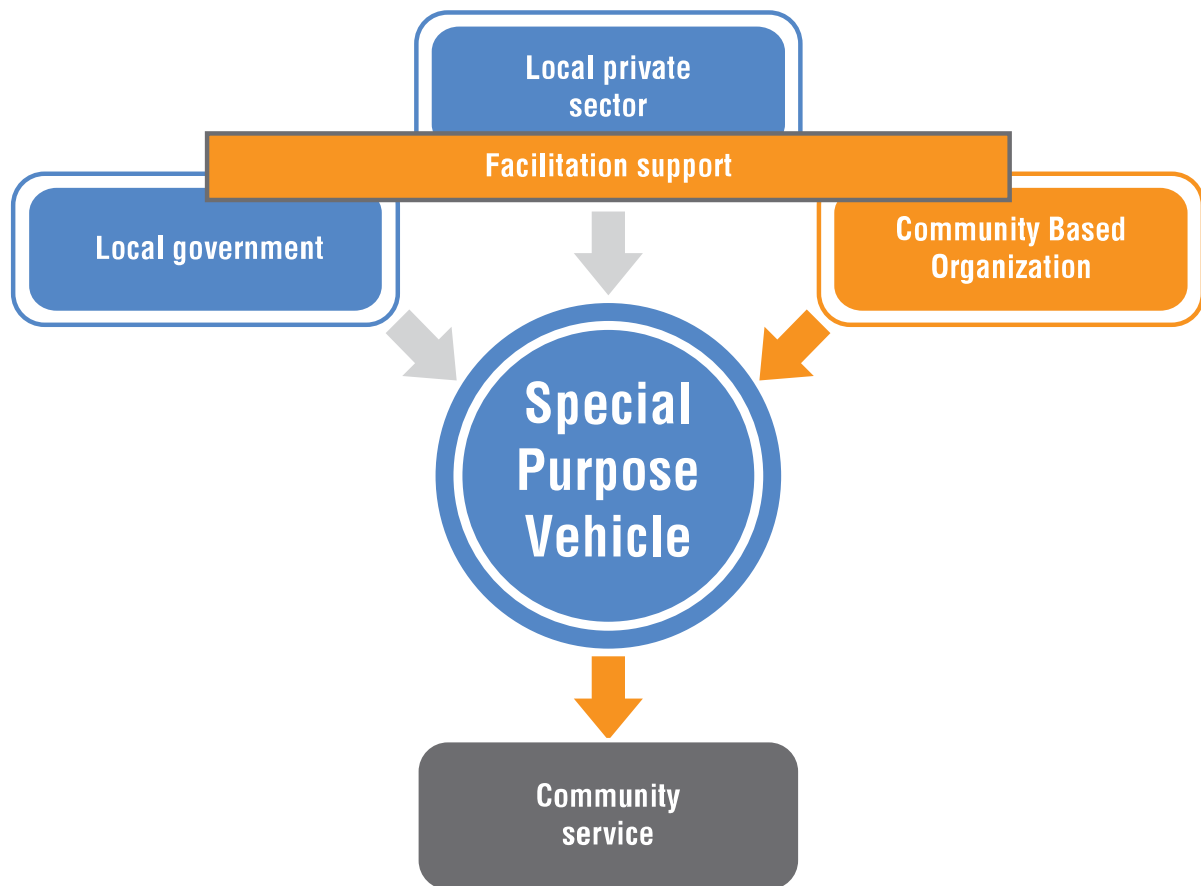 Local private
sector
Facilitation support
Local government
Community Based
Organization
Special
Purpose
Vehicle
Community
service